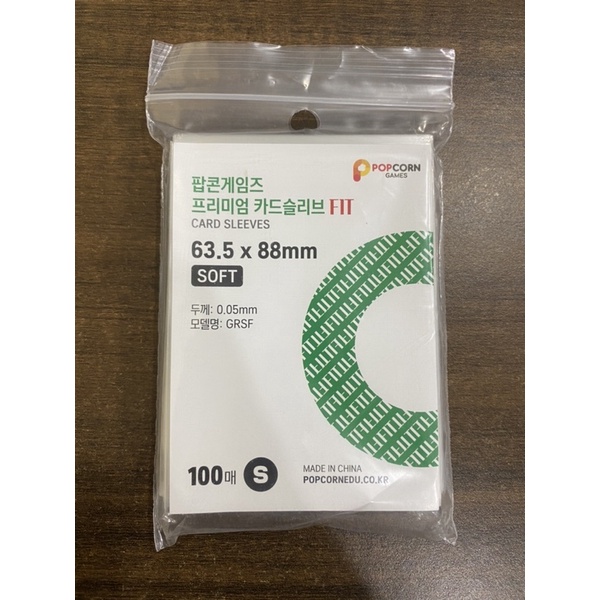 POPCORN
GAMES
팝콘게임즈
프리미엄 카드슬리브 FIT
CARD SLEEVES
63.5 x 88mm
SOFT
두께: 0.05mm
모델명: GRSF
100매 S
MADE IN CHINA
POPCORNEDU.CO.KR